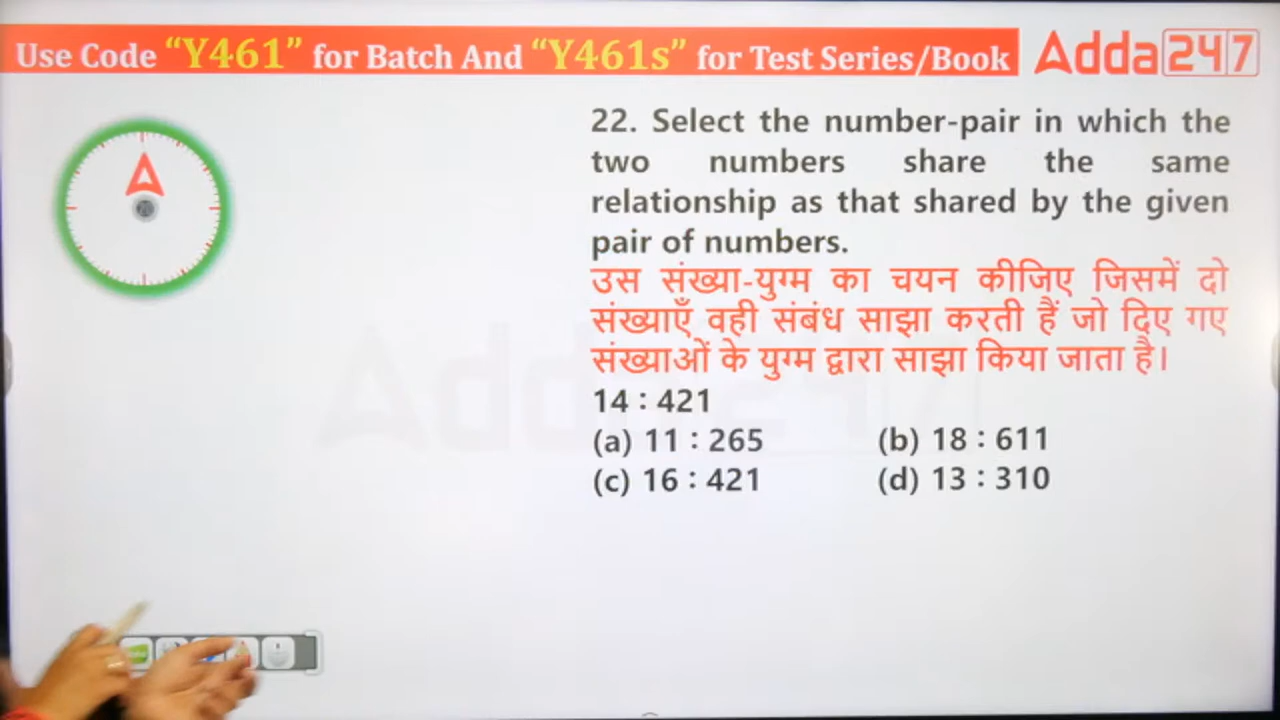 Use Code “Y461” for Batch And “Y461s” for Test Series/Book
Adda247
22. Select the number-pair in which the
two numbers share the same
relationship as that shared by the given
pair of numbers.
उस संख्या-युग्म का चयन कीजिए जिसमें दो
संख्याएँ वही संबंध साझा करती हैं जो दिए गए
संख्याओं के युग्म द्वारा साझा किया जाता है।
14 : 421
(a) 11 : 265 (b) 18 : 611
(c) 16 : 421 (d) 13 : 310